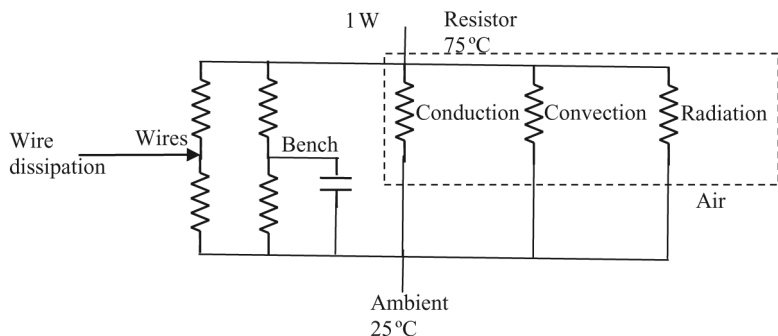 1 W
Resistor
75 ºC
Conduction
Convection
Radiation
Wire
dissipation
Wires
Bench
Air
Ambient
25 ºC